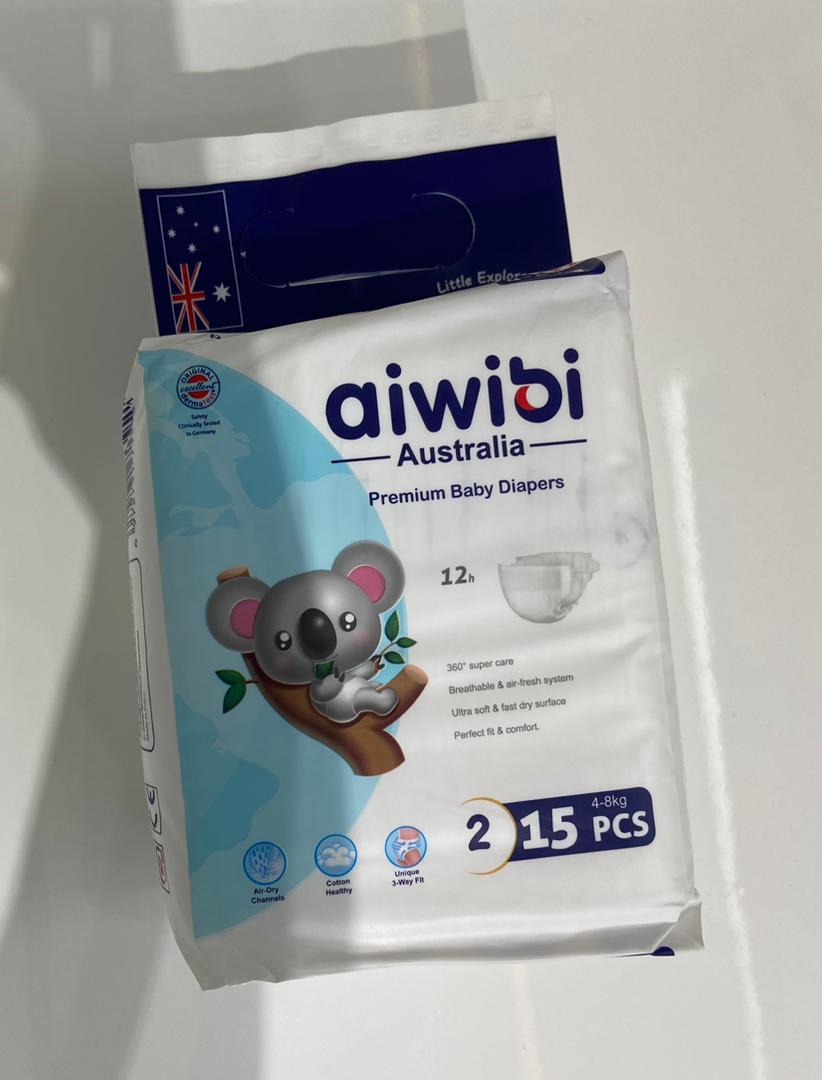 Little
ORIGINAL
excellent
dermatest
Safety
Clinically Tested
in Germany
aiwibi
Australia
Premium Baby Diapers
12h
360° super care
Breathable & air-fresh system
Ultra soft & fast dry surface
Perfect fit & comfort.
4-8kg
2 15 PCS
Air-Dry
Channels
Cotton
Healthy
Unique
3-Way Fit
CE